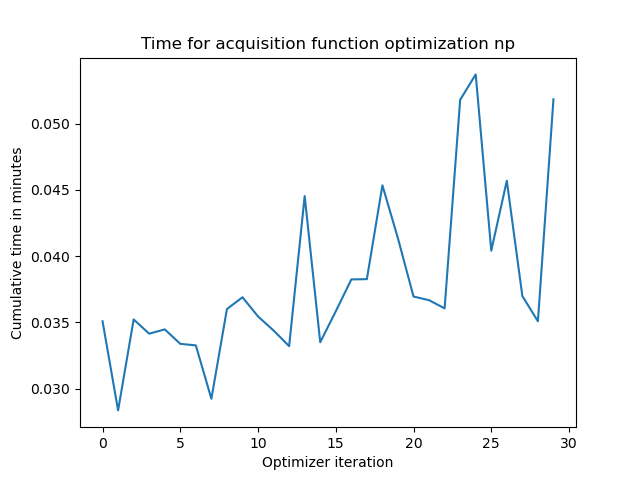 Time for acquisition function optimization np
Cumulative time in minutes
0.050
0.045
0.040
0.035
0.030
0 5 10 15 20 25 30
Optimizer iteration